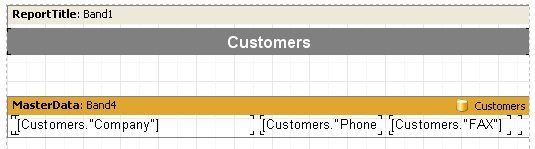 ReportTitle: Band1
Customers
MasterData: Band4 Customers
[Customers."Company"] [Customers."Phone [Customers."FAX"]